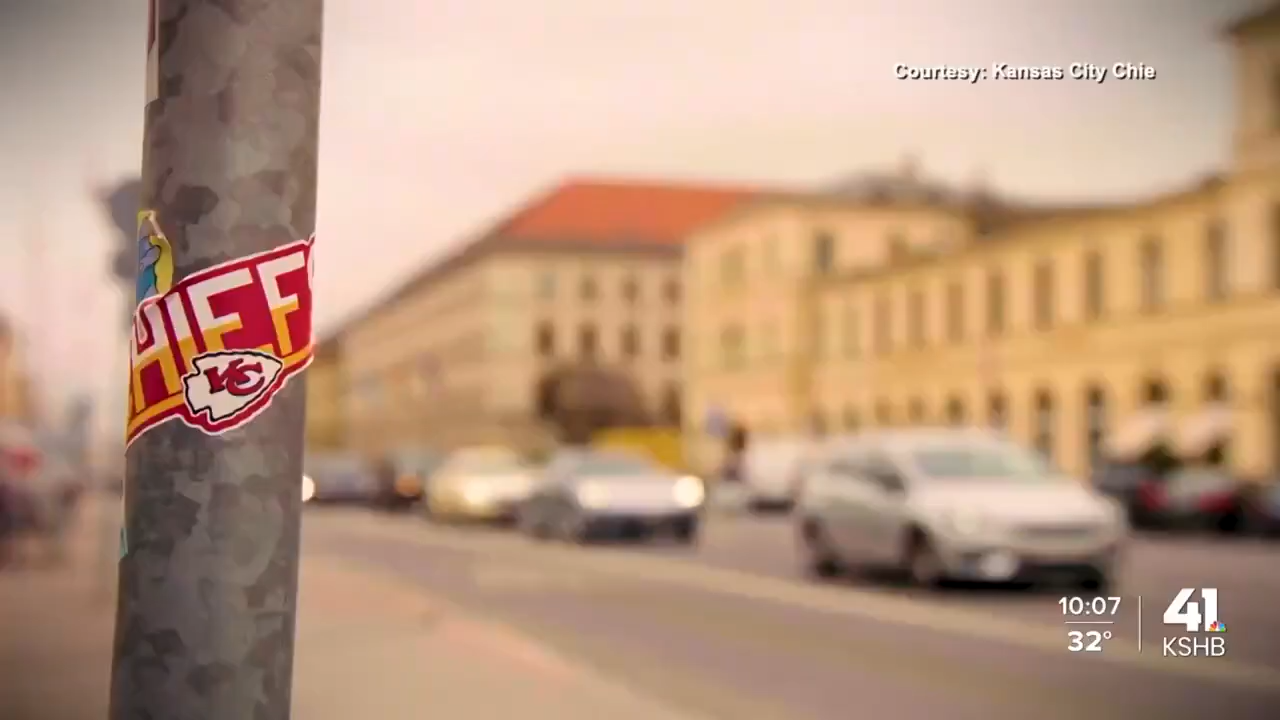 Courtesy: Kansas City Chie
HIEF
KC
10:07
32°
41
KSHB